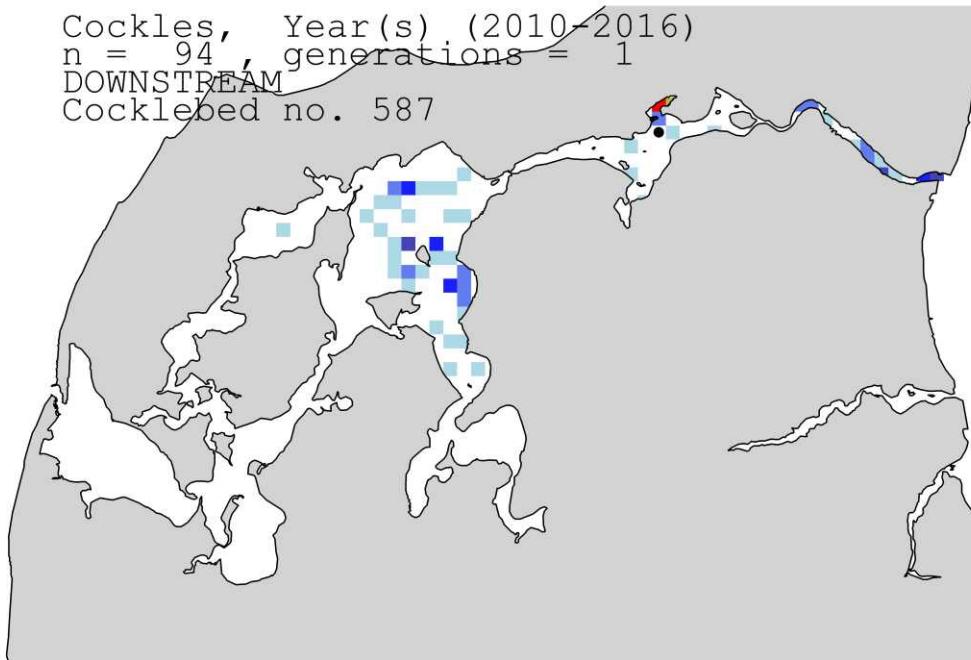 Cockles, Year(s) (2010-2016)
n = 94 , generations = 1
DOWNSTREAM
Cocklebed no. 587